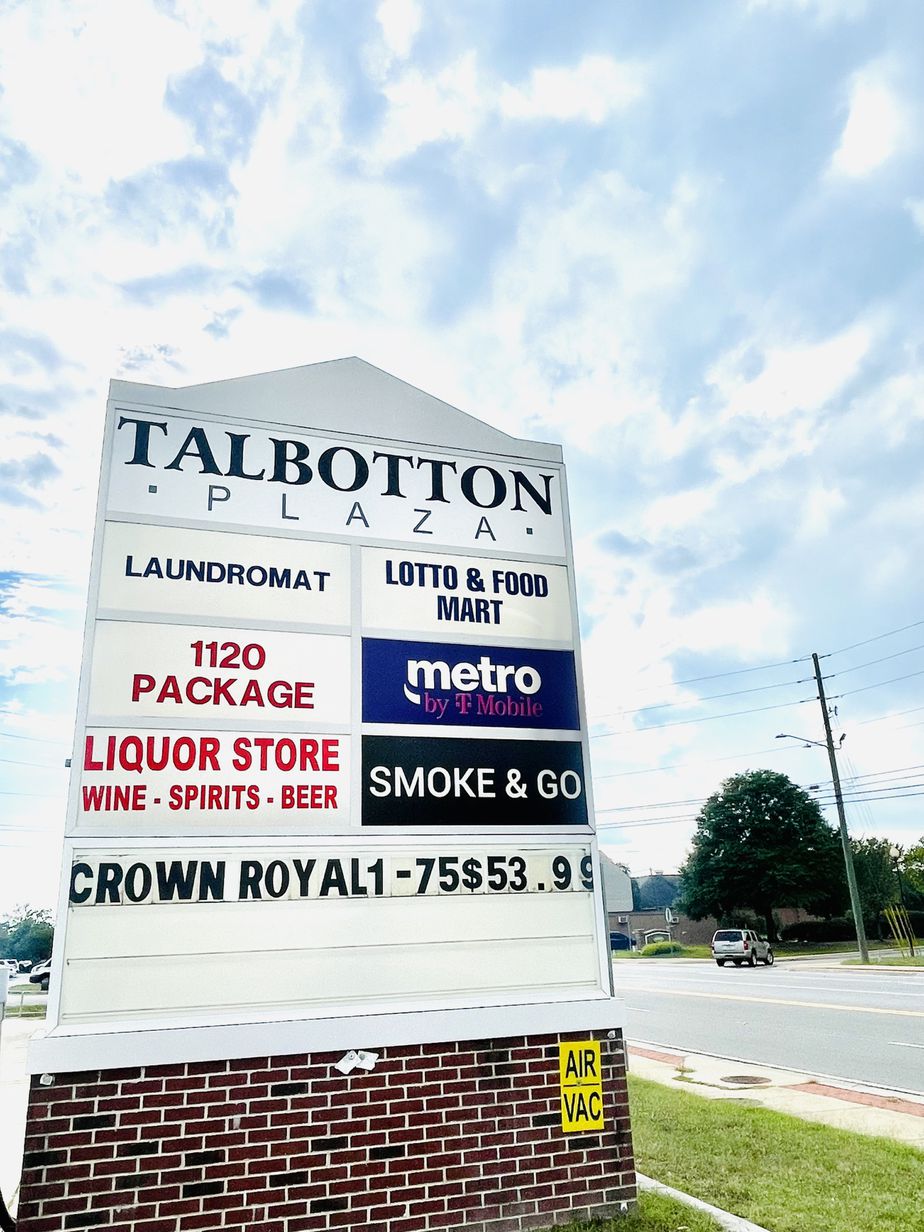 TALBOTTON
· PLAZA ·
LAUNDROMAT
LOTTO & FOOD
MART
1120
PACKAGE
metro
by T Mobile
LIQUOR STORE
WINE - SPIRITS - BEER
SMOKE & GO
CROWN ROYAL1-75$53.99
AIR
VAC